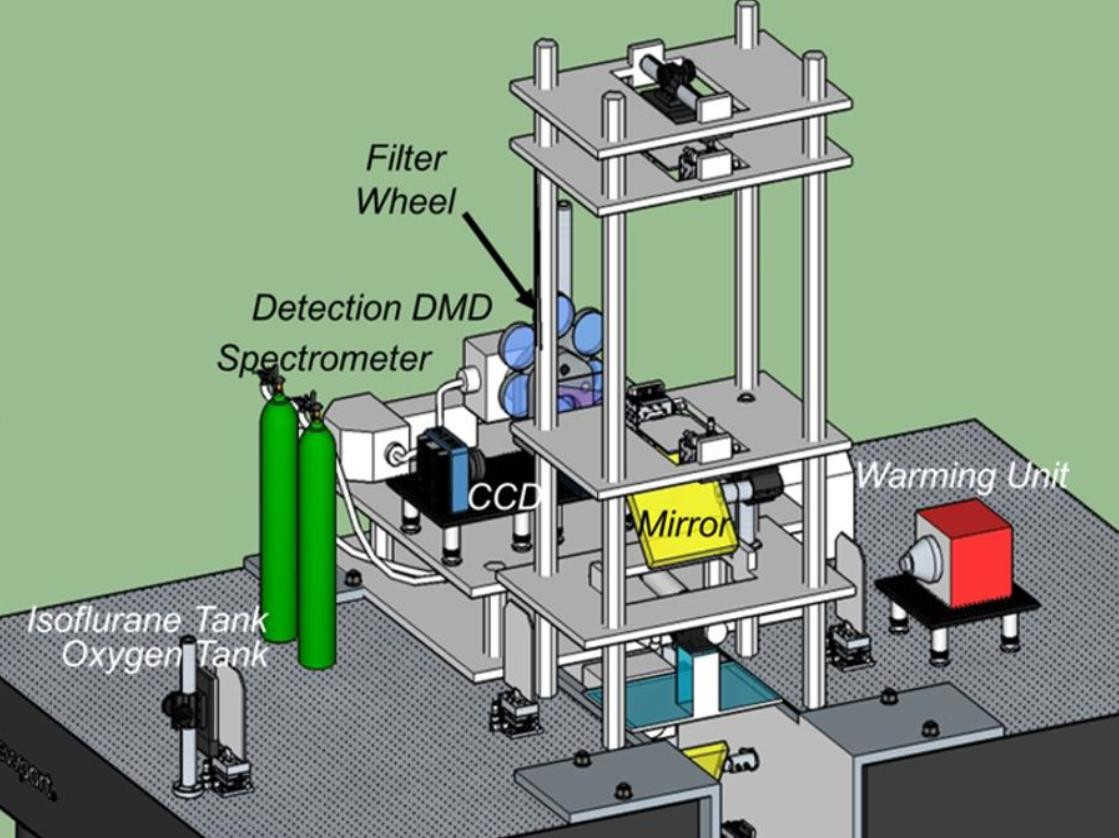 Filter
Wheel
Detection DMD
Spectrometer
CCD
Warming Unit
Mirror
Isoflurane Tank
Oxygen Tank